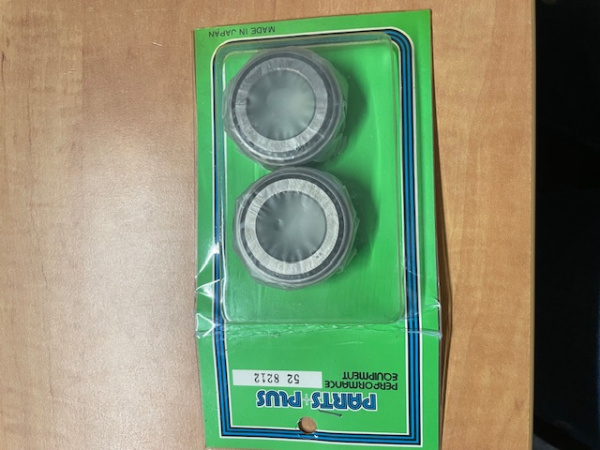 PARTS PLUS
PERFORMANCE
EQUIPMENT
52 8212
MADE IN JAPAN